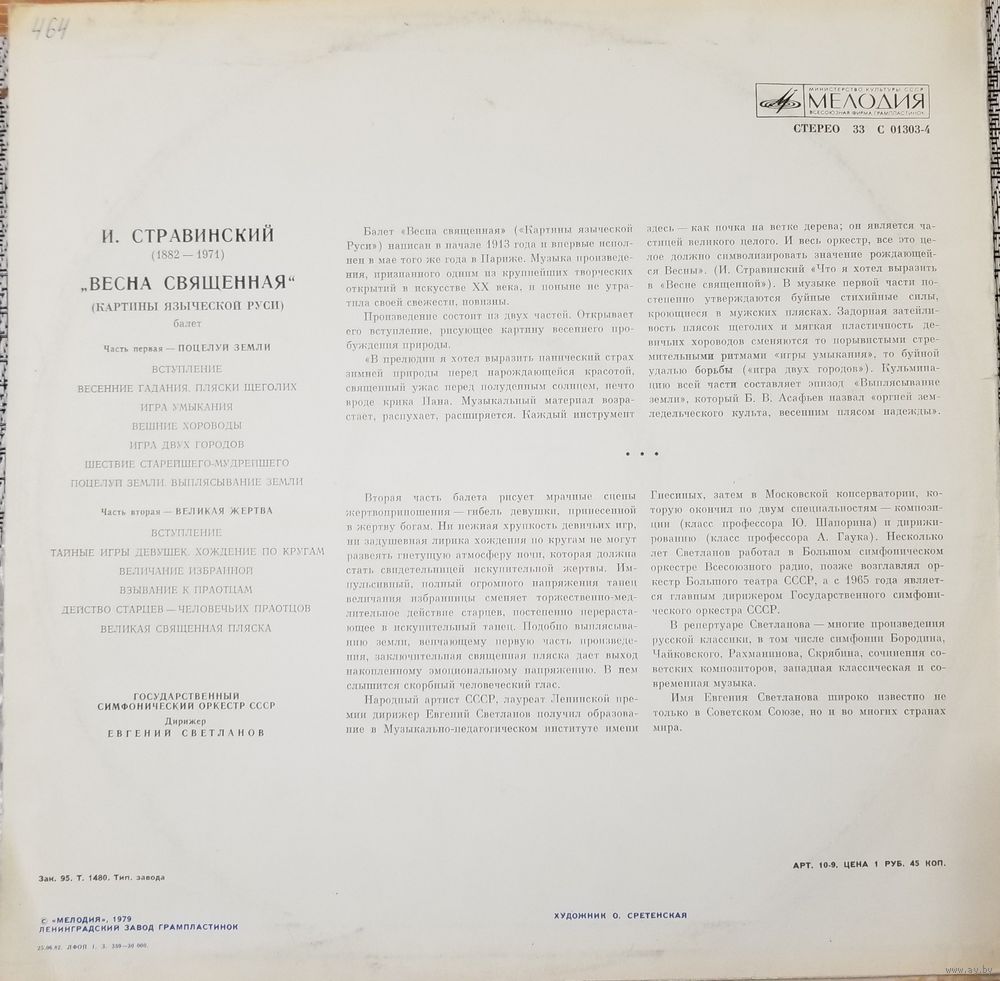 464
МИНИСТЕРСТВО КУЛЬТУРЫ СССР
МЕЛОДИЯ
ВСЕСОЮЗНАЯ ФИРМА ГРАМПЛАСТИНОК
СТЕРЕО 33 С 01303-4
И. СТРАВИНСКИЙ
(1882 — 1971)
„ВЕСНА СВЯЩЕННАЯ“
(КАРТИНЫ ЯЗЫЧЕСКОЙ РУСИ)
балет
Часть первая — ПОЦЕЛУЙ ЗЕМЛИ
ВСТУПЛЕНИЕ
ВЕСЕННИЕ ГАДАНИЯ. ПЛЯСКИ ЩЕГОЛИХ
ИГРА УМЫКАНИЯ
ВЕШНИЕ ХОРОВОДЫ
ИГРА ДВУХ ГОРОДОВ
ШЕСТВИЕ СТАРЕЙШЕГО-МУДРЕЙШЕГО
ПОЦЕЛУЙ ЗЕМЛИ. ВЫПЛЯСЫВАНИЕ ЗЕМЛИ
Часть вторая — ВЕЛИКАЯ ЖЕРТВА
ВСТУПЛЕНИЕ
ТАЙНЫЕ ИГРЫ ДЕВУШЕК. ХОЖДЕНИЕ ПО КРУГАМ
ВЕЛИЧАНИЕ ИЗБРАННОЙ
ВЗЫВАНИЕ К ПРАОТЦАМ
ДЕЙСТВО СТАРЦЕВ — ЧЕЛОВЕЧЬИХ ПРАОТЦОВ
ВЕЛИКАЯ СВЯЩЕННАЯ ПЛЯСКА
ГОСУДАРСТВЕННЫЙ
СИМФОНИЧЕСКИЙ ОРКЕСТР СССР
Дирижер
ЕВГЕНИЙ СВЕТЛАНОВ
Балет «Весна священная» («Картины языческой
Руси») написан в начале 1913 года и впервые испол-
нен в мае того же года в Париже. Музыка произведе-
ния, признанного одним из крупнейших творческих
открытий в искусстве XX века, и поныне не утра-
тила своей свежести, новизны.
Произведение состоит из двух частей. Открывает
его вступление, рисующее картину весеннего про-
буждения природы.
«В прелюдии я хотел выразить панический страх
зимней природы перед нарождающейся красотой,
священный ужас перед полуденным солнцем, нечто
вроде крика Пана. Музыкальный материал возра-
стает, распухает, расширяется. Каждый инструмент
здесь — как почка на ветке дерева; он является ча-
стицей великого целого. И весь оркестр, все это це-
лое должно символизировать значение рождающей-
ся Весны». (И. Стравинский «Что я хотел выразить
в «Весне священной»). В музыке первой части по-
степенно утверждаются буйные стихийные силы,
кроющиеся в мужских плясках. Задорная затейли-
вость плясок щеголих и мягкая пластичность де-
вичьих хороводов сменяются то порывистыми стре-
мительными ритмами «игры умыкания», то буйной
удалью борьбы («игра двух городов»). Кульмина-
цию всей части составляет эпизод «Выплясывание
земли», который Б. В. Асафьев назвал «оргией зем-
ледельческого культа, весенним плясом надежды».
• • •
Вторая часть балета рисует мрачные сцены
жертвоприношения — гибель девушки, принесенной
в жертву богам. Ни нежная хрупкость девичьих игр,
ни задушевная лирика хождения по кругам не могут
развеять гнетущую атмосферу ночи, которая должна
стать свидетельницей искупительной жертвы. Им-
пульсивный, полный огромного напряжения танец
величания избранницы сменяет торжественно-мед-
лительное действие старцев, постепенно перераста-
ющее в искупительный танец. Подобно выплясыва-
нию земли, венчающему первую часть произведе-
ния, заключительная священная пляска дает выход
накопленному эмоциональному напряжению. В нем
слышится скорбный человеческий глас.
Народный артист СССР, лауреат Ленинской пре-
мии дирижер Евгений Светланов получил образова-
ние в Музыкально-педагогическом институте имени
Гнесиных, затем в Московской консерватории, ко-
торую окончил по двум специальностям — компози-
ции (класс профессора Ю. Шапорина) и дирижи-
рованию (класс профессора А. Гаука). Несколько
лет Светланов работал в Большом симфоническом
оркестре Всесоюзного радио, позже возглавлял ор-
кестр Большого театра СССР, а с 1965 года являет-
ся главным дирижером Государственного симфони-
ческого оркестра СССР.
В репертуаре Светланова — многие произведения
русской классики, в том числе симфонии Бородина,
Чайковского, Рахманинова, Скрябина, сочинения со-
ветских композиторов, западная классическая и со-
временная музыка.
Имя Евгения Светланова широко известно не
только в Советском Союзе, но и во многих странах
мира.
АРТ. 10-9. ЦЕНА 1 РУБ. 45 КОП.
Зак. 95. Т. 1480. Тип. завода
© «МЕЛОДИЯ», 1979
ЛЕНИНГРАДСКИЙ ЗАВОД ГРАМПЛАСТИНОК
ХУДОЖНИК О. СРЕТЕНСКАЯ
www.ay.by